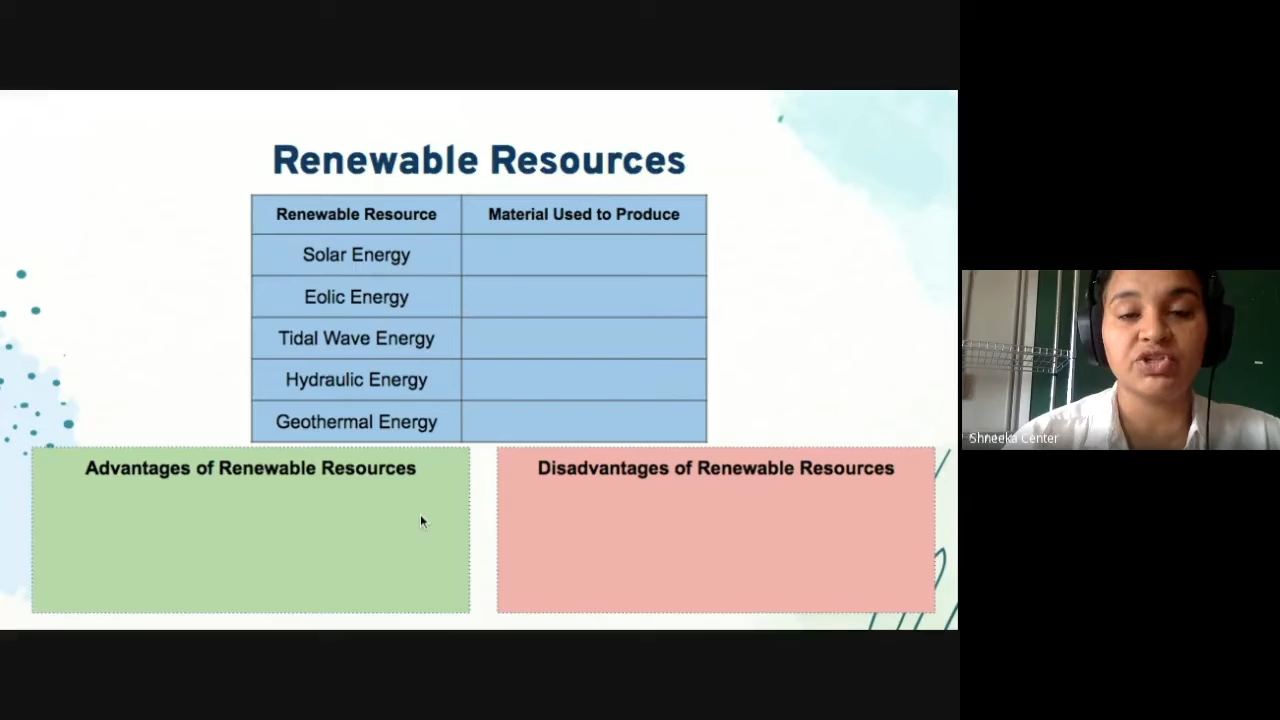 Renewable Resources
Renewable Resource Material Used to Produce
Solar Energy
Eolic Energy
Tidal Wave Energy
Hydraulic Energy
Geothermal Energy
Advantages of Renewable Resources Disadvantages of Renewable Resources
Shneeka Center